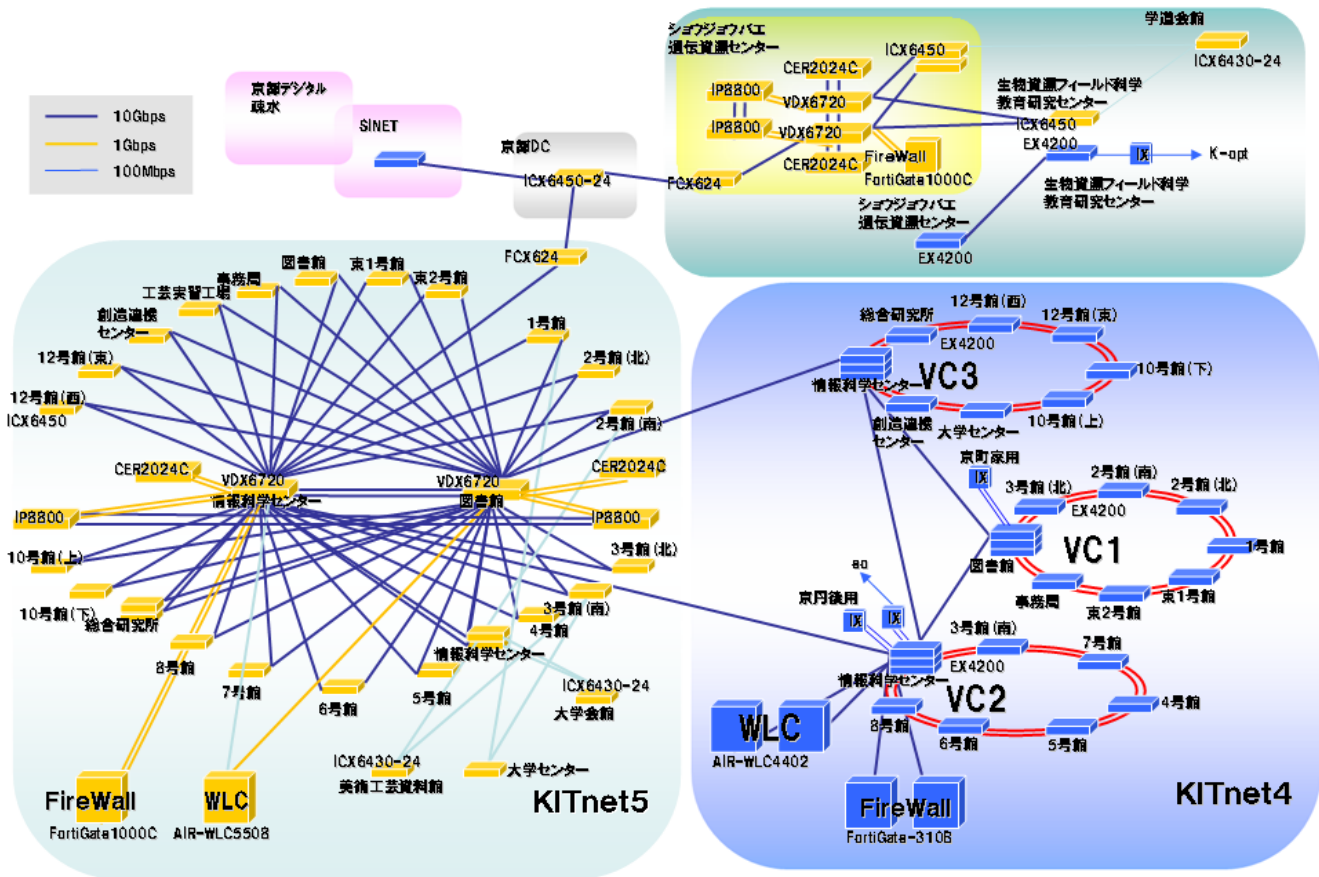 10Gbps
1Gbps
100Mbps
京都デジタル
疎水
SINET
京都DC
ICX6450-24
FCX624
ショウジョウバエ
遺伝資源センター
IP8800
IP8800
CER2024C
VDX6720
VDX6720
CER2024C
ICX6450
FireWall
FortiGate1000C
FCX624
学道会館
ICX6430-24
生物資源フィールド科学
教育研究センター
ICX6450
EX4200
IX
K-opt
生物資源フィールド科学
教育研究センター
ショウジョウバエ
遺伝資源センター
EX4200
図書館
東1号館
東2号館
事務局
工芸実習工場
創造連携
センター
12号館(東)
12号館(西)
ICX6450
1号館
2号館(北)
2号館(南)
CER2024C
VDX6720
情報科学センター
VDX6720
図書館
CER2024C
IP8800
IP8800
10号館(上)
10号館(下)
総合研究所
8号館
7号館
6号館
5号館
4号館
3号館(南)
3号館(北)
情報科学センター
ICX6430-24
大学会館
ICX6430-24
美術工芸資料館
大学センター
FireWall
FortiGate1000C
WLC
AIR-WLC5508
KITnet5
総合研究所
12号館(西)
EX4200
12号館(東)
10号館(下)
10号館(上)
大学センター
創造連携
センター
情報科学センター
VC3
京町家用
IX
3号館(北)
2号館(南)
EX4200
2号館(北)
1号館
東1号館
東2号館
事務局
図書館
VC1
京丹後用
IX
IX
3号館(南)
EX4200
7号館
4号館
5号館
6号館
8号館
情報科学センター
VC2
WLC
AIR-WLC4402
FireWall
FortiGate-310B
KITnet4